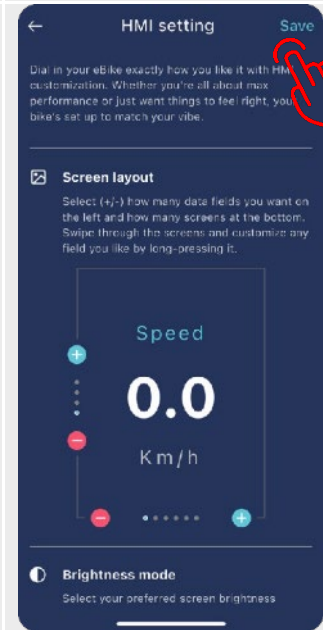 HMI setting
Save
Dial in your eBike exactly how you like it with HM
customization. Whether you're all about max
performance or just want things to feel right, you
bike's set up to match your vibe.
Screen layout
Select (+/-) how many data fields you want on
the left and how many screens at the bottom.
Swipe through the screens and customize any
field you like by long-pressing it.
Speed
0.0
Km/h
Brightness mode
Select your preferred screen brightness